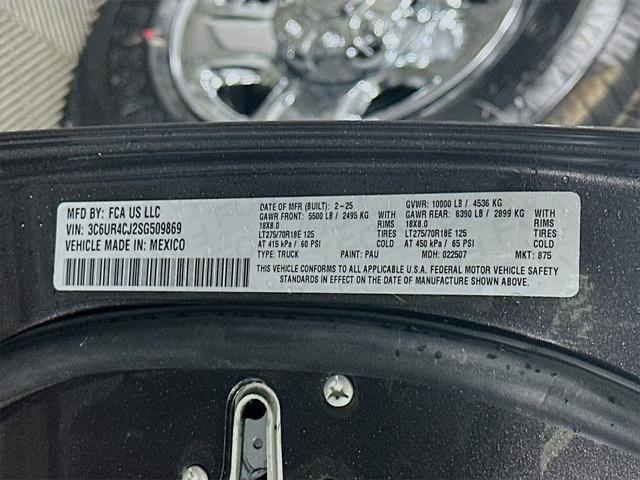 MFD BY: FCA US LLC
VIN: 3C6UR4CJ2SG509869
VEHICLE MADE IN: MEXICO
DATE OF MFR (BUILT): 2-25 GVWR: 10000 LB / 4536 KG
GAWR FRONT: 5500 LB / 2495 KG WITH GAWR REAR: 6390 LB / 2899 KG WITH
18X8.0 RIMS 18X8.0 RIMS
LT275/70R18E 125 TIRES LT275/70R18E 125 TIRES
AT 415 kPa / 60 PSI COLD AT 450 kPa / 65 PSI COLD
TYPE: TRUCK PAINT: PAU MDH: 022507 MKT: 875
THIS VEHICLE CONFORMS TO ALL APPLICABLE U.S.A. FEDERAL MOTOR VEHICLE SAFETY
STANDARDS IN EFFECT ON THE DATE OF MANUFACTURE SHOWN ABOVE.